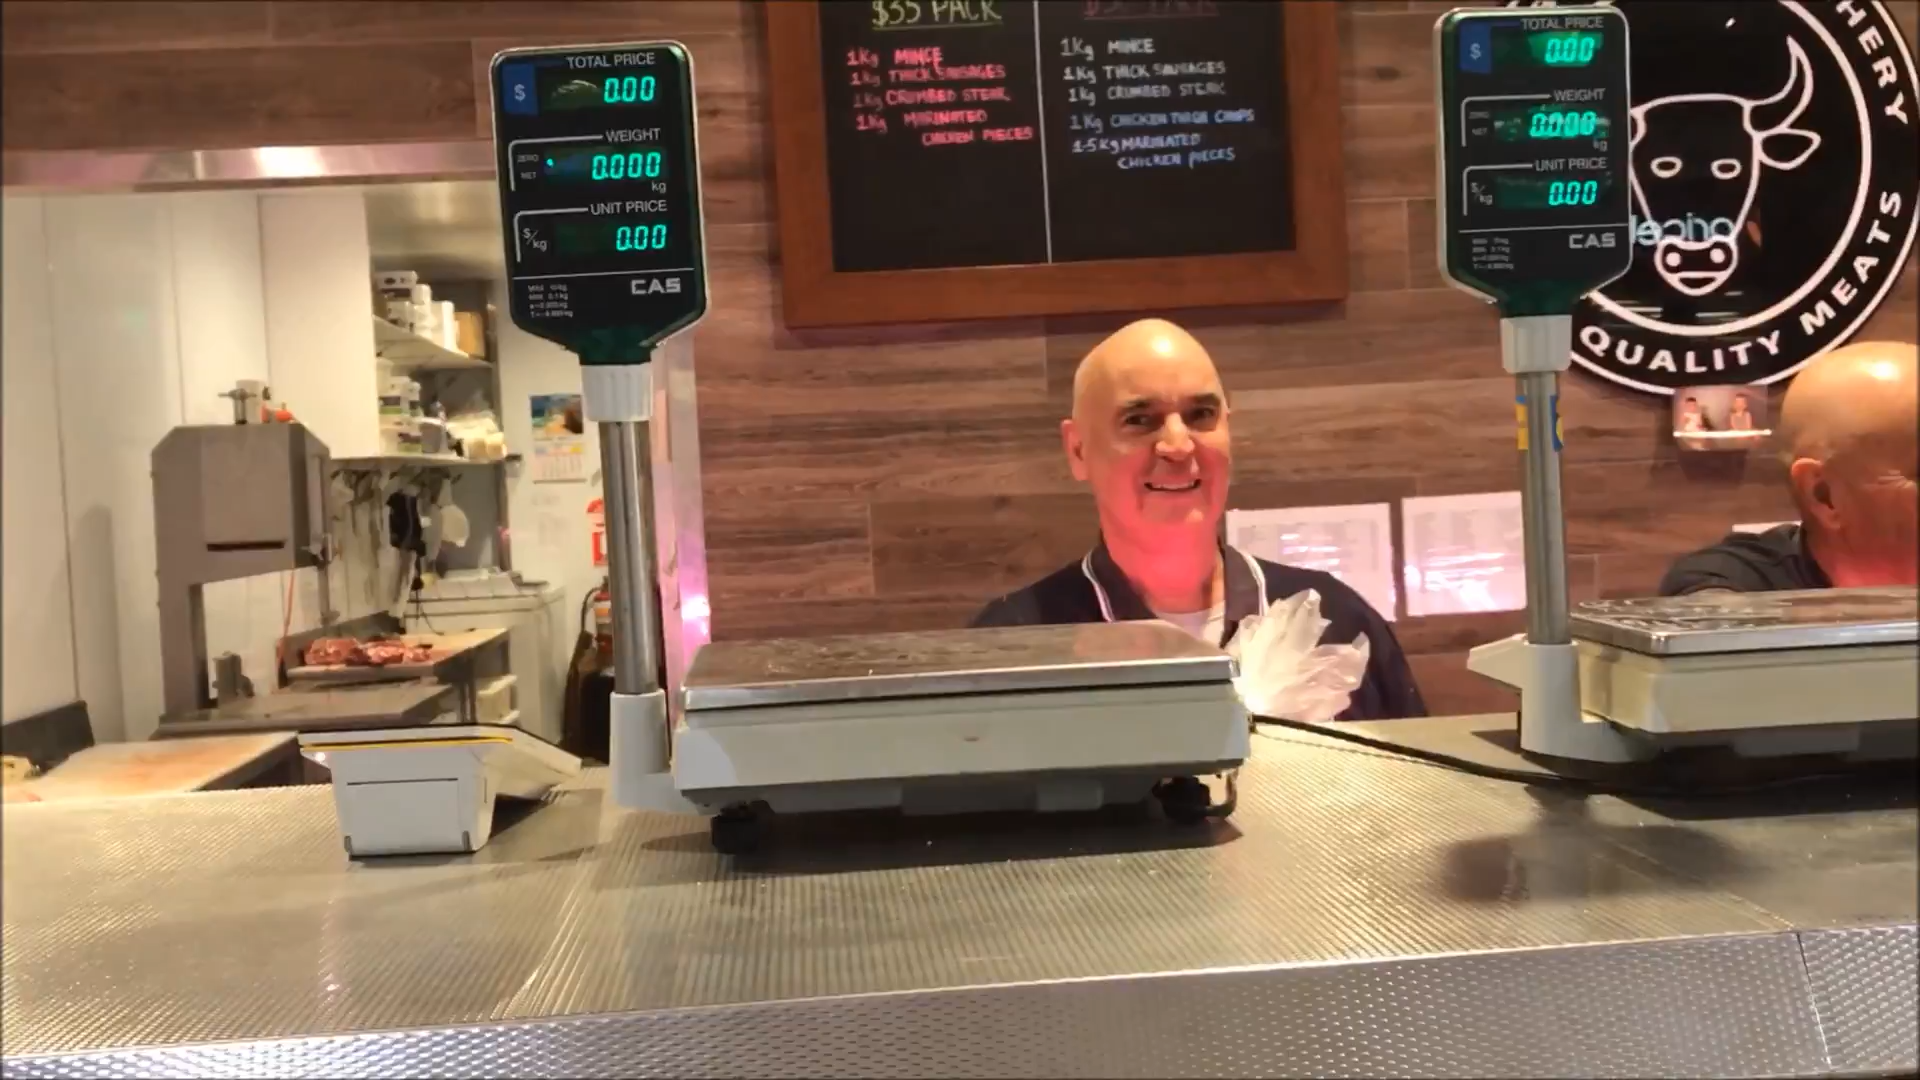 TOTAL PRICE
$ 0.00
WEIGHT
ZERO
NET
0.000
kg
UNIT PRICE
$/kg 0.00
CAS
$35 PACK
1Kg MINCE
1Kg THICK SAUSAGES
1Kg CRUMBED STEAK
1Kg MARINATED
CHICKEN PIECES
1Kg MINCE
1Kg THICK SAUSAGES
1Kg CRUMBED STEAK
1Kg CHICKEN THIGH CHOPS
1.5Kg MARINATED
CHICKEN PIECES
TOTAL PRICE
$ 0.00
WEIGHT
ZERO
NET
0.000
kg
UNIT PRICE
$/kg 0.00
CAS
HERY
QUALITY MEATS